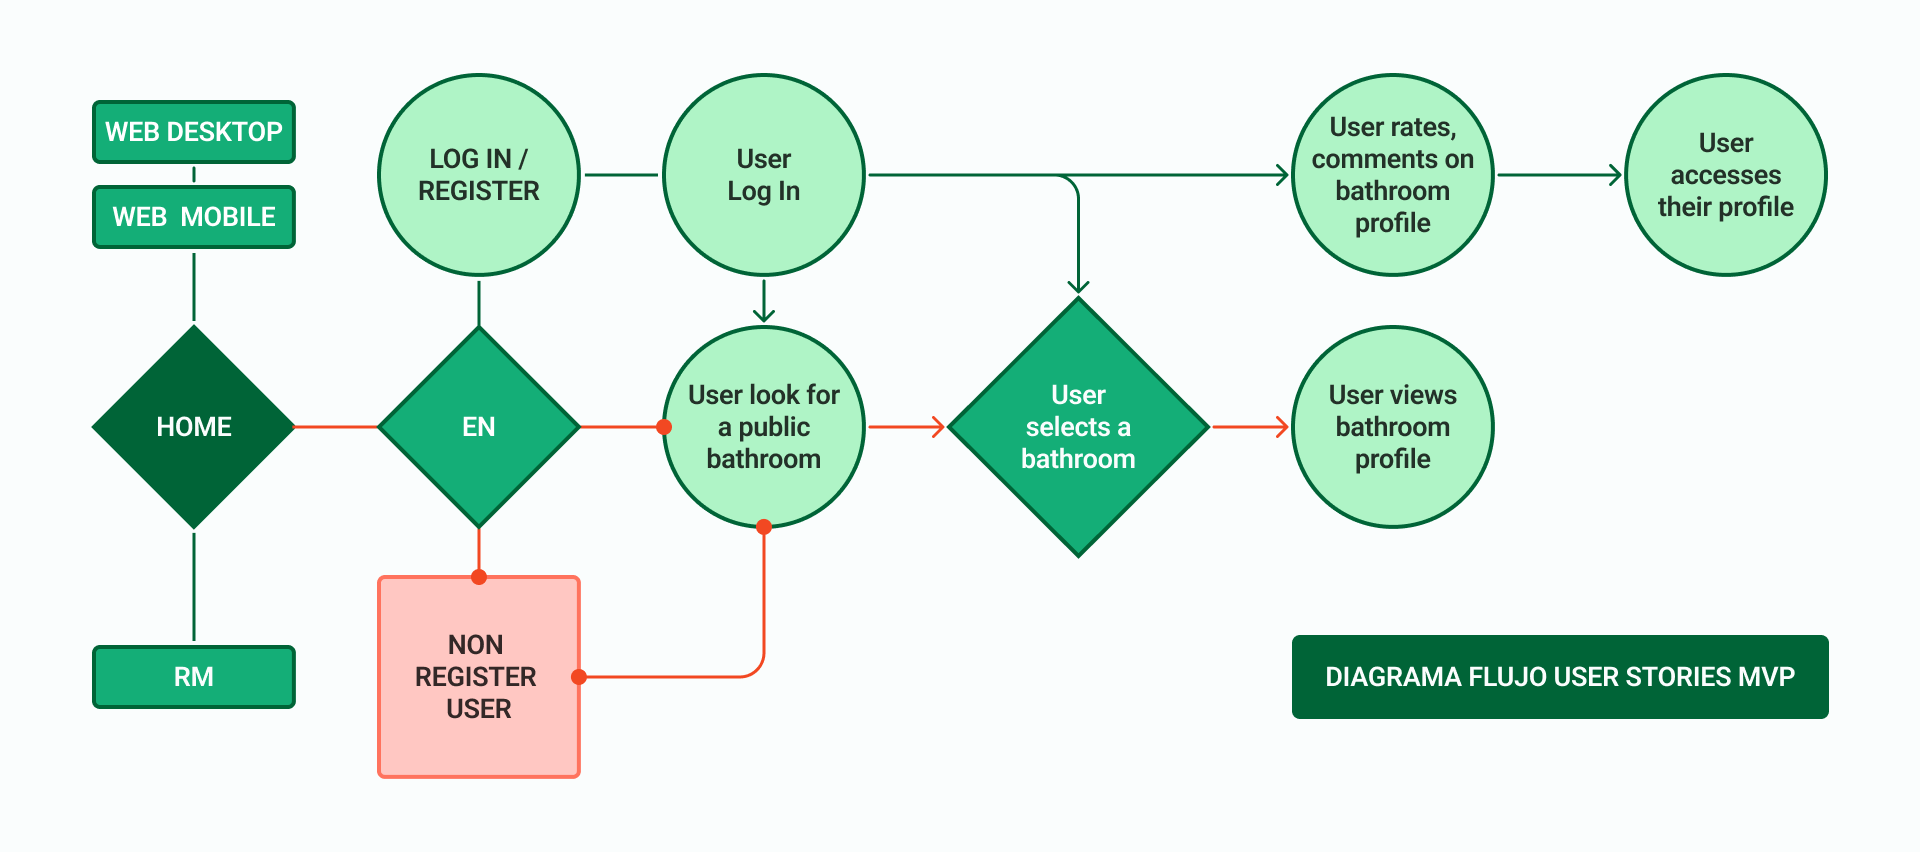 WEB DESKTOP
WEB  MOBILE
HOME
RM
LOG IN /
REGISTER
EN
NON
REGISTER
USER
User
Log In
User look for
a public
bathroom
User
selects a
bathroom
User rates,
comments on
bathroom
profile
User views
bathroom
profile
User
accesses
their profile
DIAGRAMA FLUJO USER STORIES MVP